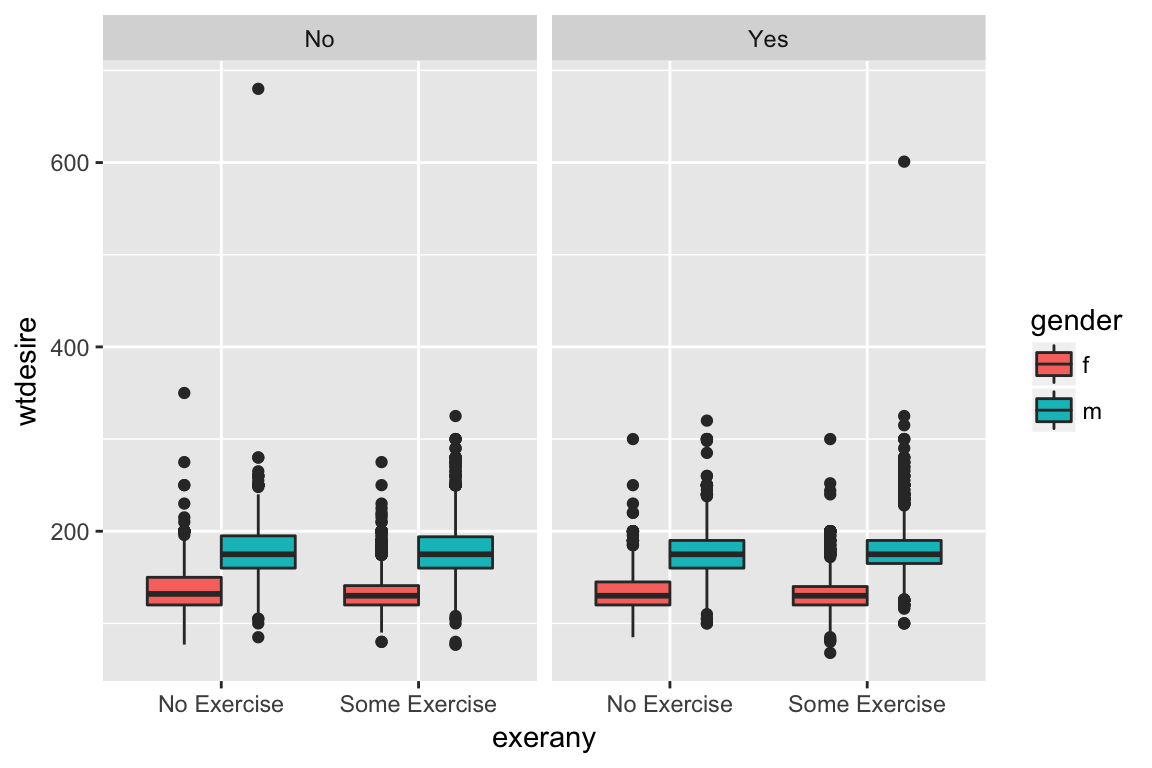 No
Yes
600
400
200
wtdesire
No Exercise
Some Exercise
No Exercise
Some Exercise
exerany
gender
f
m